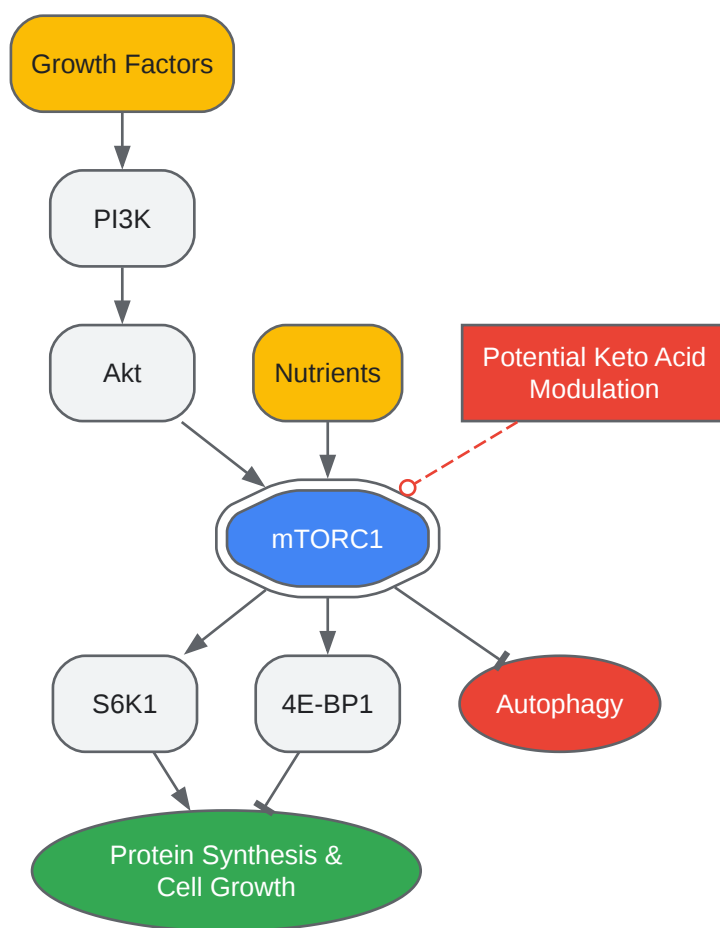 Growth Factors
PI3K
Akt
Nutrients
Potential Keto Acid
Modulation
mTORC1
S6K1
4E-BP1
Autophagy
Protein Synthesis &
Cell Growth